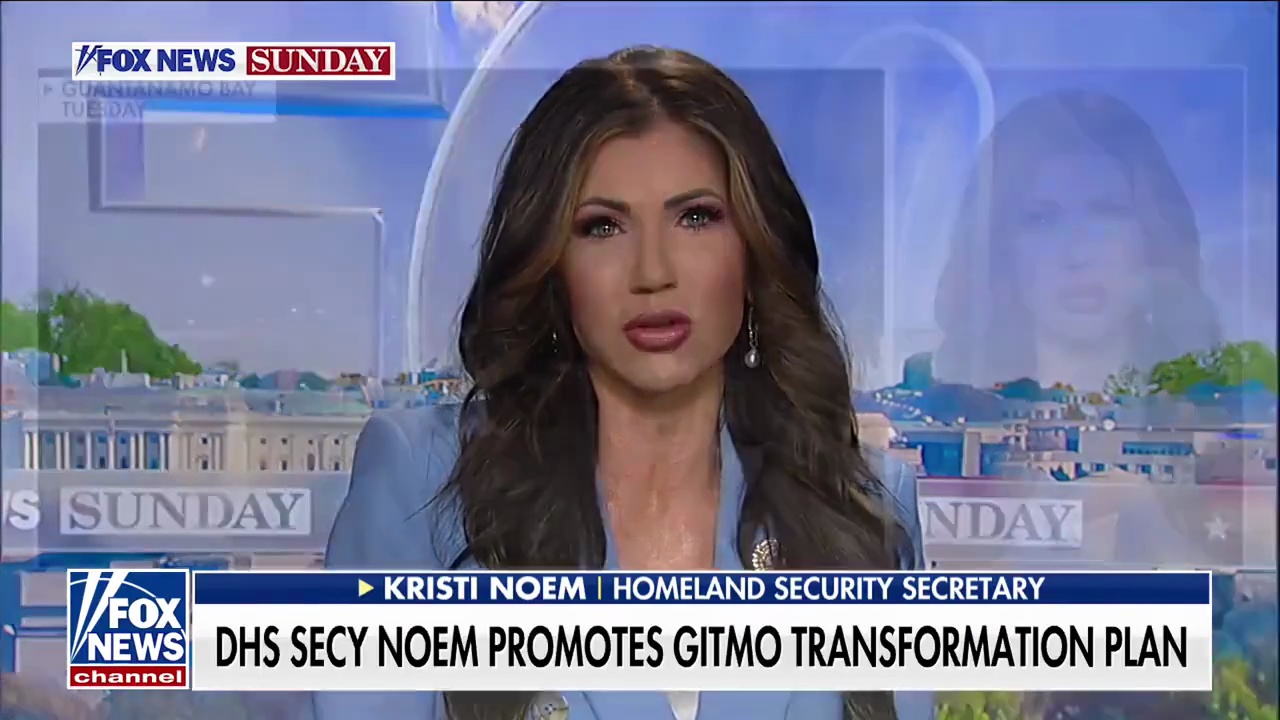 FOX NEWS SUNDAY
GUANTANAMO BAY
TUESDAY
S SUNDAY
NDAY
KRISTI NOEM | HOMELAND SECURITY SECRETARY
FOX
NEWS
channel
DHS SECY NOEM PROMOTES GITMO TRANSFORMATION PLAN